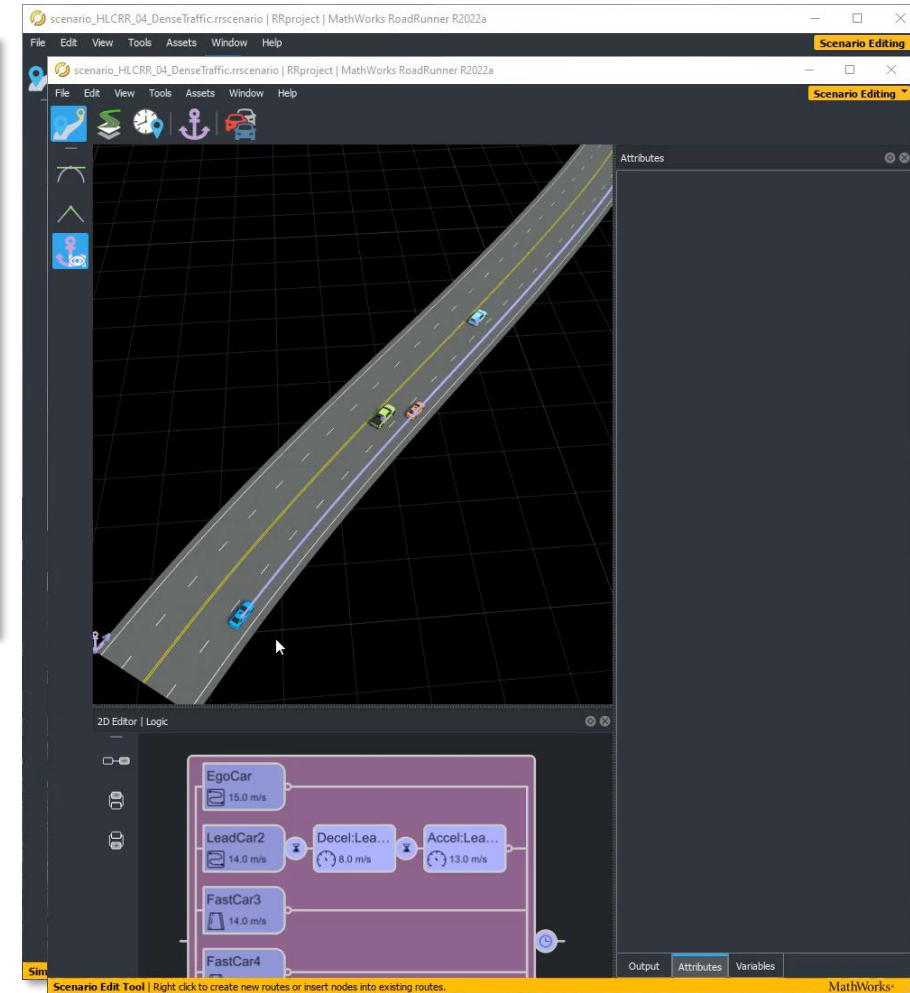 scenario_HLCRR_04_DenseTraffic.rrscenario | RRproject | MathWorks RoadRunner R2022a
File Edit View Tools Assets Window Help
Scenario Editing
scenario_HLCRR_04_DenseTraffic.rrscenario | RRproject | MathWorks RoadRunner R2022a
File Edit View Tools Assets Window Help
Scenario Editing
Attributes
2D Editor | Logic
EgoCar
15.0 m/s
LeadCar2 Decel:Lea... Accel:Lea...
14.0 m/s 8.0 m/s 13.0 m/s
FastCar3
14.0 m/s
FastCar4
Output Attributes Variables
Sim
Scenario Edit Tool | Right click to create new routes or insert nodes into existing routes.
MathWorks